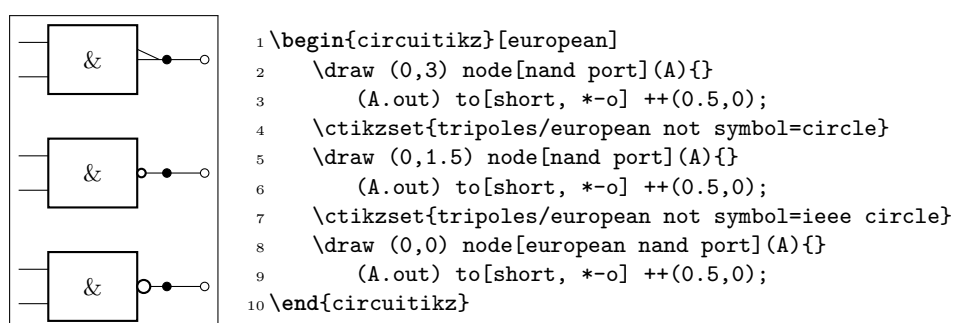 &
&
&
1 \begin{circuitikz}[european]
2     \draw (0,3) node[nand port](A){}
3         (A.out) to[short, *-o] ++(0.5,0);
4     \ctikzset{tripoles/european not symbol=circle}
5     \draw (0,1.5) node[nand port](A){}
6         (A.out) to[short, *-o] ++(0.5,0);
7     \ctikzset{tripoles/european not symbol=ieee circle}
8     \draw (0,0) node[european nand port](A){}
9         (A.out) to[short, *-o] ++(0.5,0);
10 \end{circuitikz}